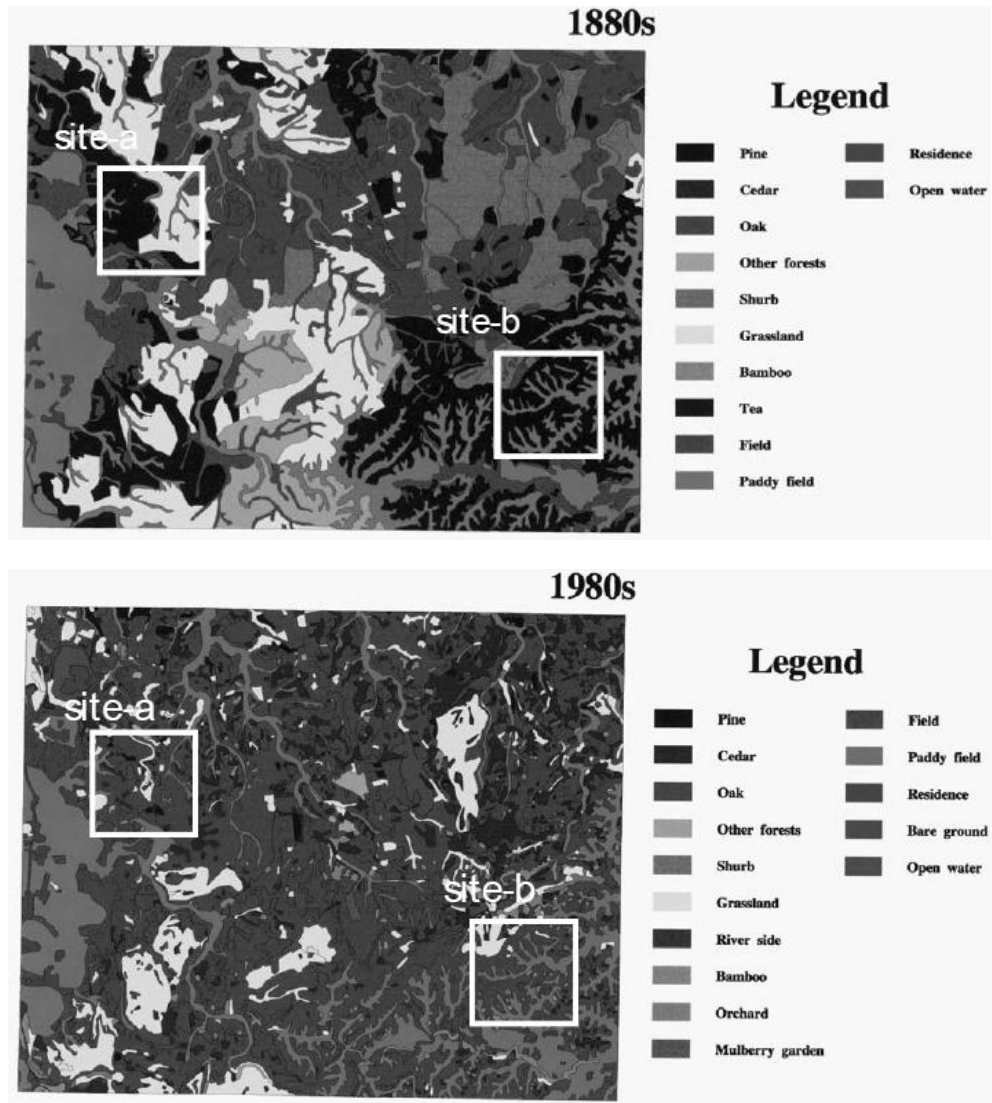 1880s
site-a
site-b
Legend
Pine
Cedar
Oak
Other forests
Shurb
Grassland
Bamboo
Tea
Field
Paddy field
Residence
Open water
1980s
site-a
site-b
Legend
Pine
Cedar
Oak
Other forests
Shurb
Grassland
River side
Bamboo
Orchard
Mulberry garden
Field
Paddy field
Residence
Bare ground
Open water